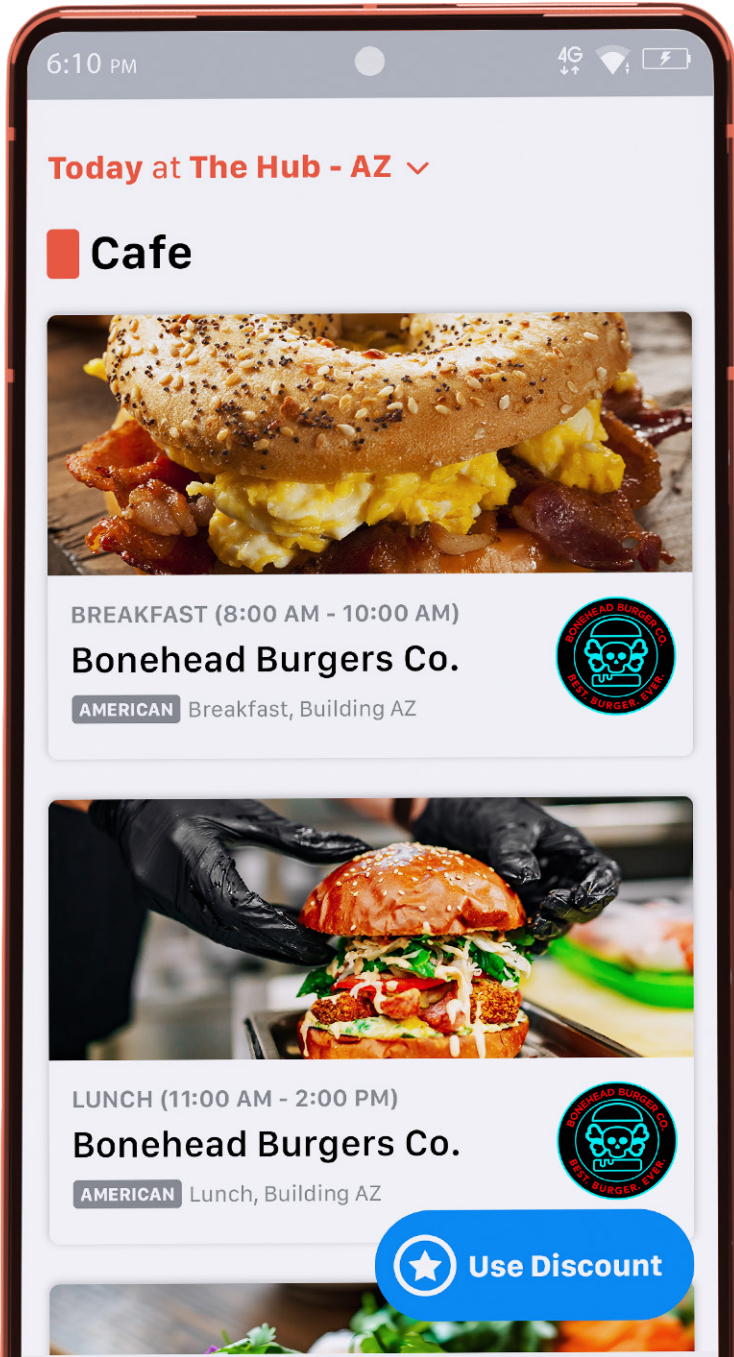 6:10 PM
4G
Today at The Hub - AZ
Cafe
BREAKFAST (8:00 AM - 10:00 AM)
Bonehead Burgers Co.
BONEHEAD BURGER CO.
BEST. BURGER. EVER.
AMERICAN Breakfast, Building AZ
LUNCH (11:00 AM - 2:00 PM)
Bonehead Burgers Co.
BONEHEAD BURGER CO.
BEST. BURGER. EVER.
AMERICAN Lunch, Building AZ
Use Discount